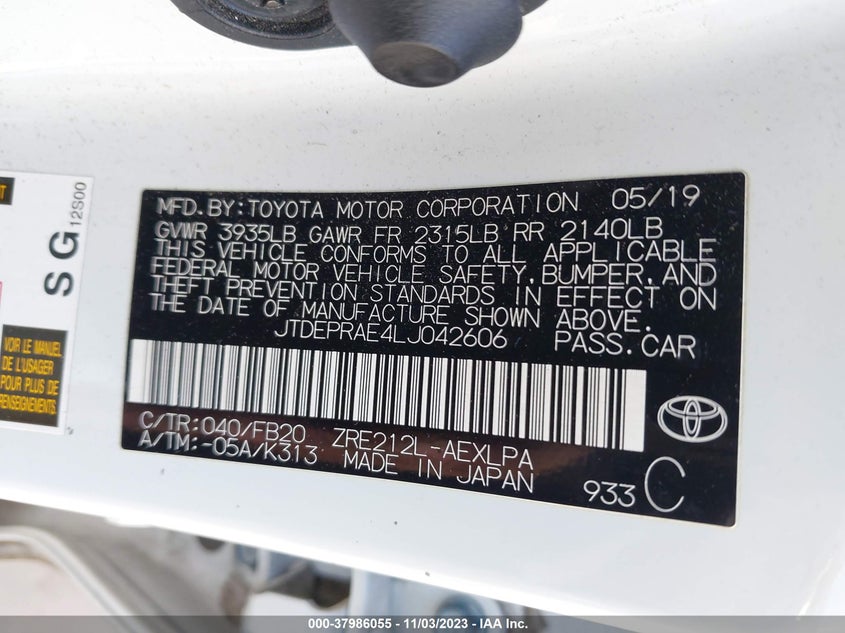 SG
12S00
VOIR LE MANUEL
DE L'USAGER
POUR PLUS DE
RENSEIGNEMENTS
MFD.BY:TOYOTA MOTOR CORPORATION 05/19
GVWR 3935LB GAWR FR 2315LB RR 2140LB
THIS VEHICLE CONFORMS TO ALL APPLICABLE
FEDERAL MOTOR VEHICLE SAFETY,BUMPER,AND
THEFT PREVENTION STANDARDS IN EFFECT ON
THE DATE OF MANUFACTURE SHOWN ABOVE.
JTDEPRAE4LJ042606 PASS.CAR
C/TR:040/FB20 ZRE212L-AEXLPA
A/TM:-05A/K313 MADE IN JAPAN
933 C
000-37986055 - 11/03/2023 - IAA Inc.